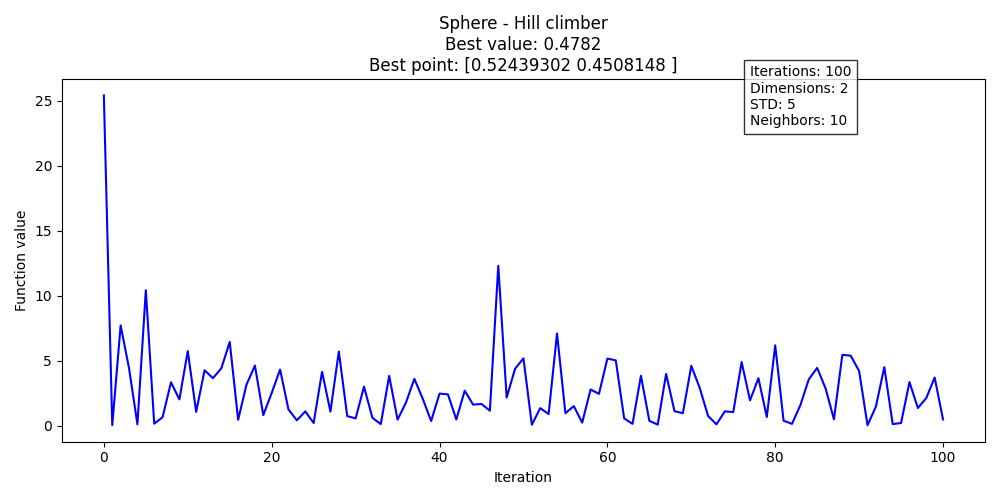 Sphere - Hill climber
Best value: 0.4782
Best point: [0.52439302 0.4508148 ]
Iterations: 100
Dimensions: 2
STD: 5
Neighbors: 10
25
20
15
10
5
0
Function value
0 20 40 60 80 100
Iteration